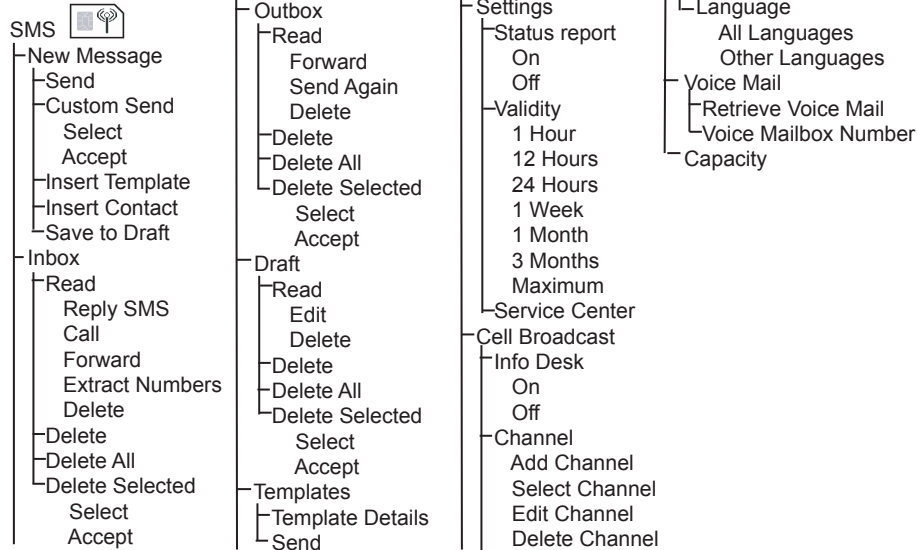 SMS
New Message
Send
Custom Send
Select
Accept
Insert Template
Insert Contact
Save to Draft
Inbox
Read
Reply SMS
Call
Forward
Extract Numbers
Delete
Delete
Delete All
Delete Selected
Select
Accept
Outbox
Read
Forward
Send Again
Delete
Delete
Delete All
Delete Selected
Select
Accept
Draft
Read
Edit
Delete
Delete
Delete All
Delete Selected
Select
Accept
Templates
Template Details
Send
Settings
Status report
On
Off
Validity
1 Hour
12 Hours
24 Hours
1 Week
1 Month
3 Months
Maximum
Service Center
Cell Broadcast
Info Desk
On
Off
Channel
Add Channel
Select Channel
Edit Channel
Delete Channel
Language
All Languages
Other Languages
Voice Mail
Retrieve Voice Mail
Voice Mailbox Number
Capacity